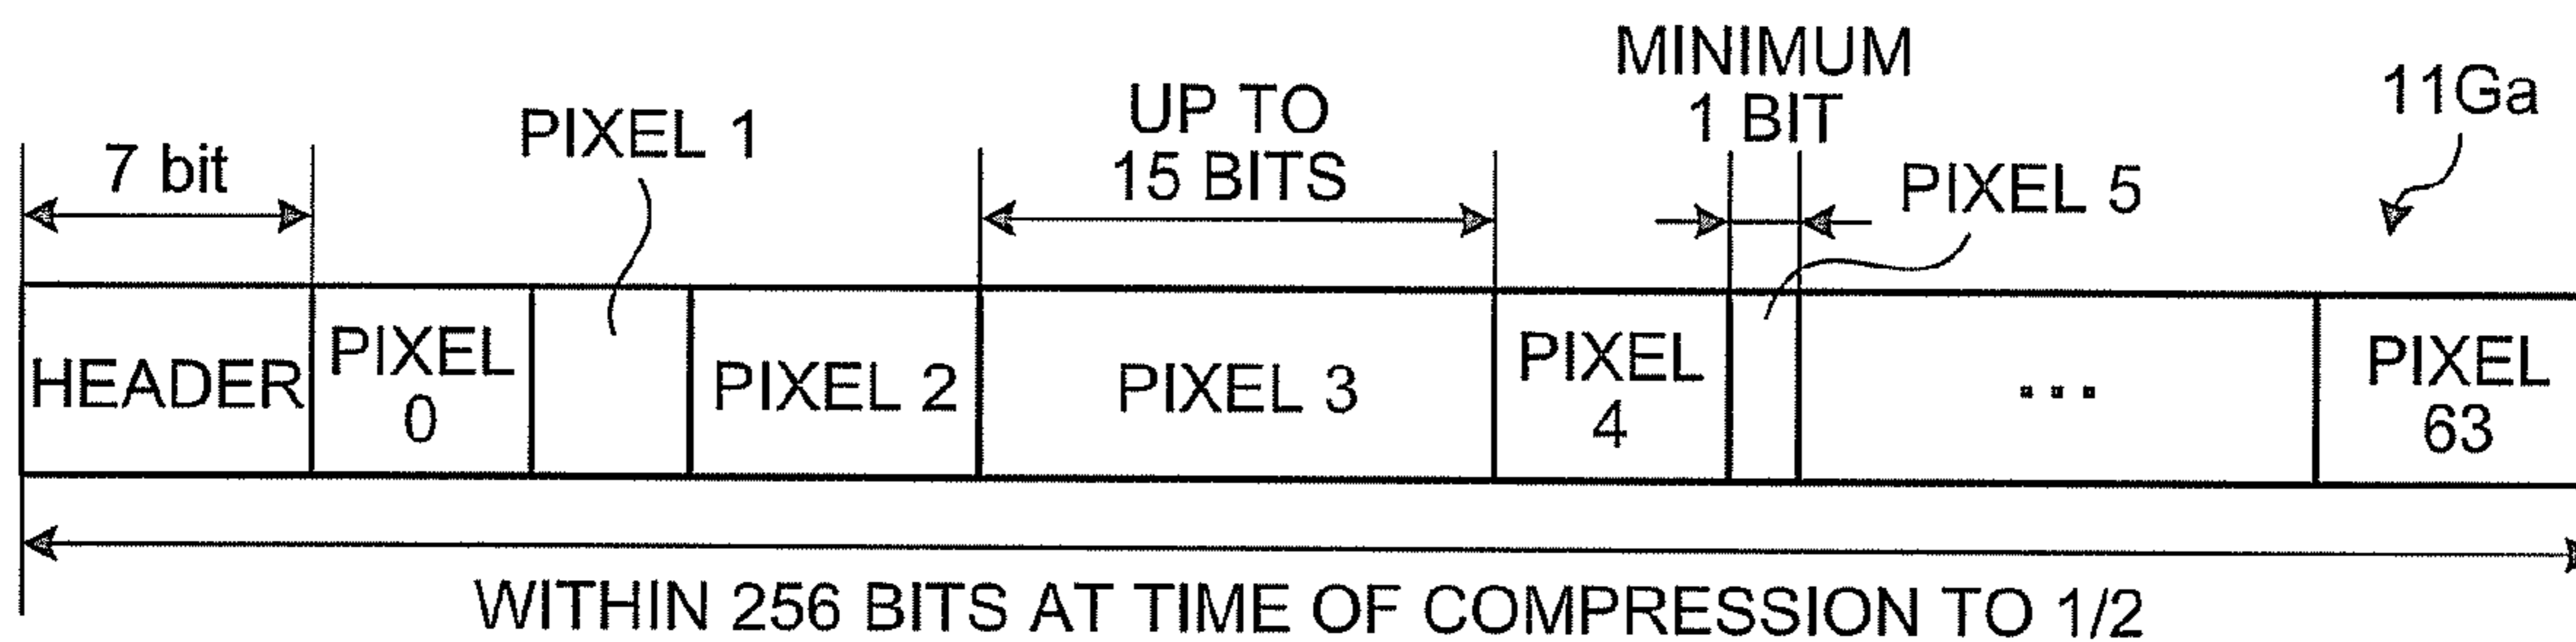 7 bit
PIXEL 1
UP TO
15 BITS
MINIMUM
1 BIT
PIXEL 5
11Ga
HEADER
PIXEL
0
PIXEL 2
PIXEL 3
PIXEL
4
...
PIXEL
63
WITHIN 256 BITS AT TIME OF COMPRESSION TO 1/2